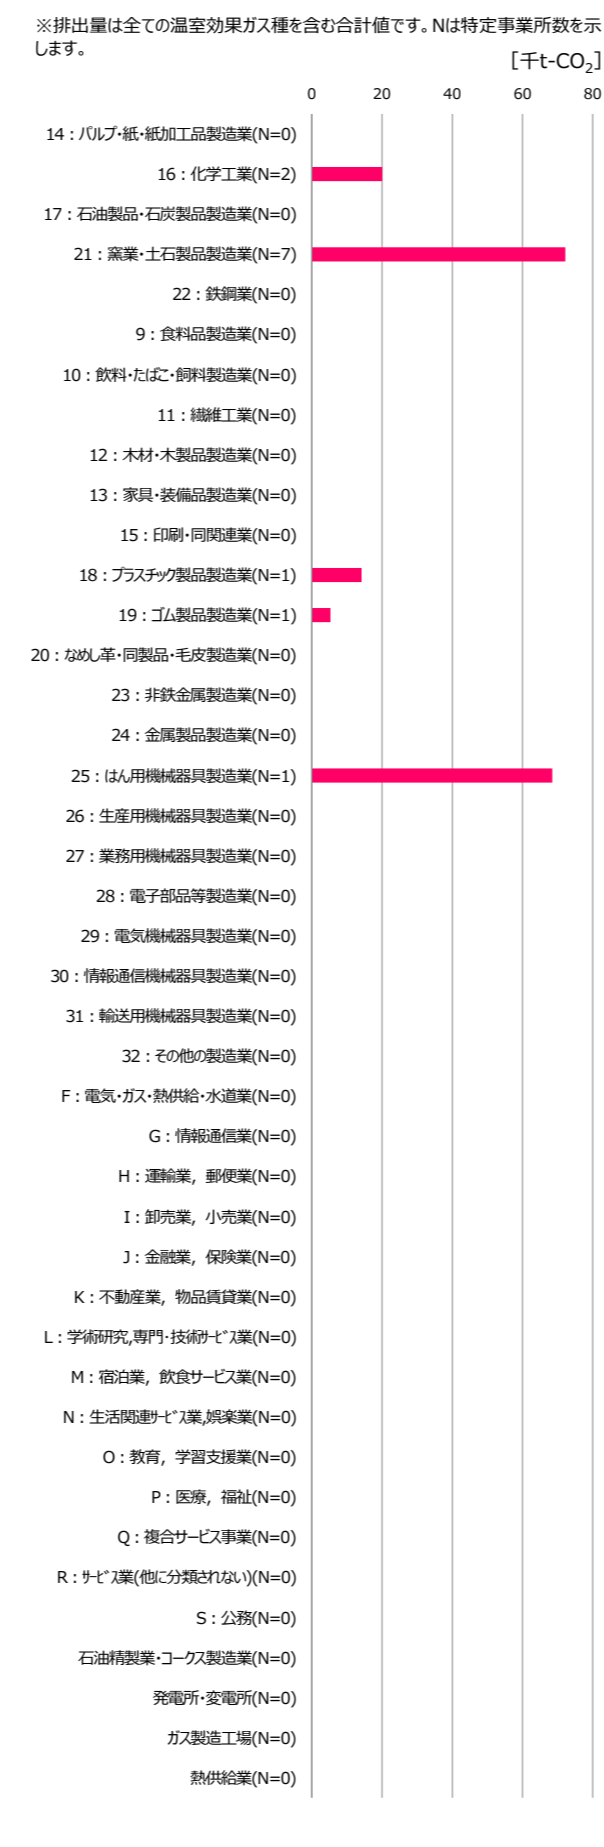 ※排出量は全ての温室効果ガス種を含む合計値です。Nは特定事業所数を示
します。
[千t-CO₂]
0 20 40 60 80
14：パルプ・紙・紙加工品製造業(N=0)
16：化学工業(N=2)
17：石油製品・石炭製品製造業(N=0)
21：窯業・土石製品製造業(N=7)
22：鉄鋼業(N=0)
9：食料品製造業(N=0)
10：飲料・たばこ・飼料製造業(N=0)
11：繊維工業(N=0)
12：木材・木製品製造業(N=0)
13：家具・装備品製造業(N=0)
15：印刷・同関連業(N=0)
18：プラスチック製品製造業(N=1)
19：ゴム製品製造業(N=1)
20：なめし革・同製品・毛皮製造業(N=0)
23：非鉄金属製造業(N=0)
24：金属製品製造業(N=0)
25：はん用機械器具製造業(N=1)
26：生産用機械器具製造業(N=0)
27：業務用機械器具製造業(N=0)
28：電子部品等製造業(N=0)
29：電気機械器具製造業(N=0)
30：情報通信機械器具製造業(N=0)
31：輸送用機械器具製造業(N=0)
32：その他の製造業(N=0)
F：電気・ガス・熱供給・水道業(N=0)
G：情報通信業(N=0)
H：運輸業，郵便業(N=0)
I：卸売業，小売業(N=0)
J：金融業，保険業(N=0)
K：不動産業，物品賃貸業(N=0)
L：学術研究,専門・技術ｻｰﾋﾞｽ業(N=0)
M：宿泊業，飲食サービス業(N=0)
N：生活関連ｻｰﾋﾞｽ業,娯楽業(N=0)
O：教育，学習支援業(N=0)
P：医療，福祉(N=0)
Q：複合サービス事業(N=0)
R：ｻｰﾋﾞｽ業(他に分類されない)(N=0)
S：公務(N=0)
石油精製業・コークス製造業(N=0)
発電所・変電所(N=0)
ガス製造工場(N=0)
熱供給業(N=0)